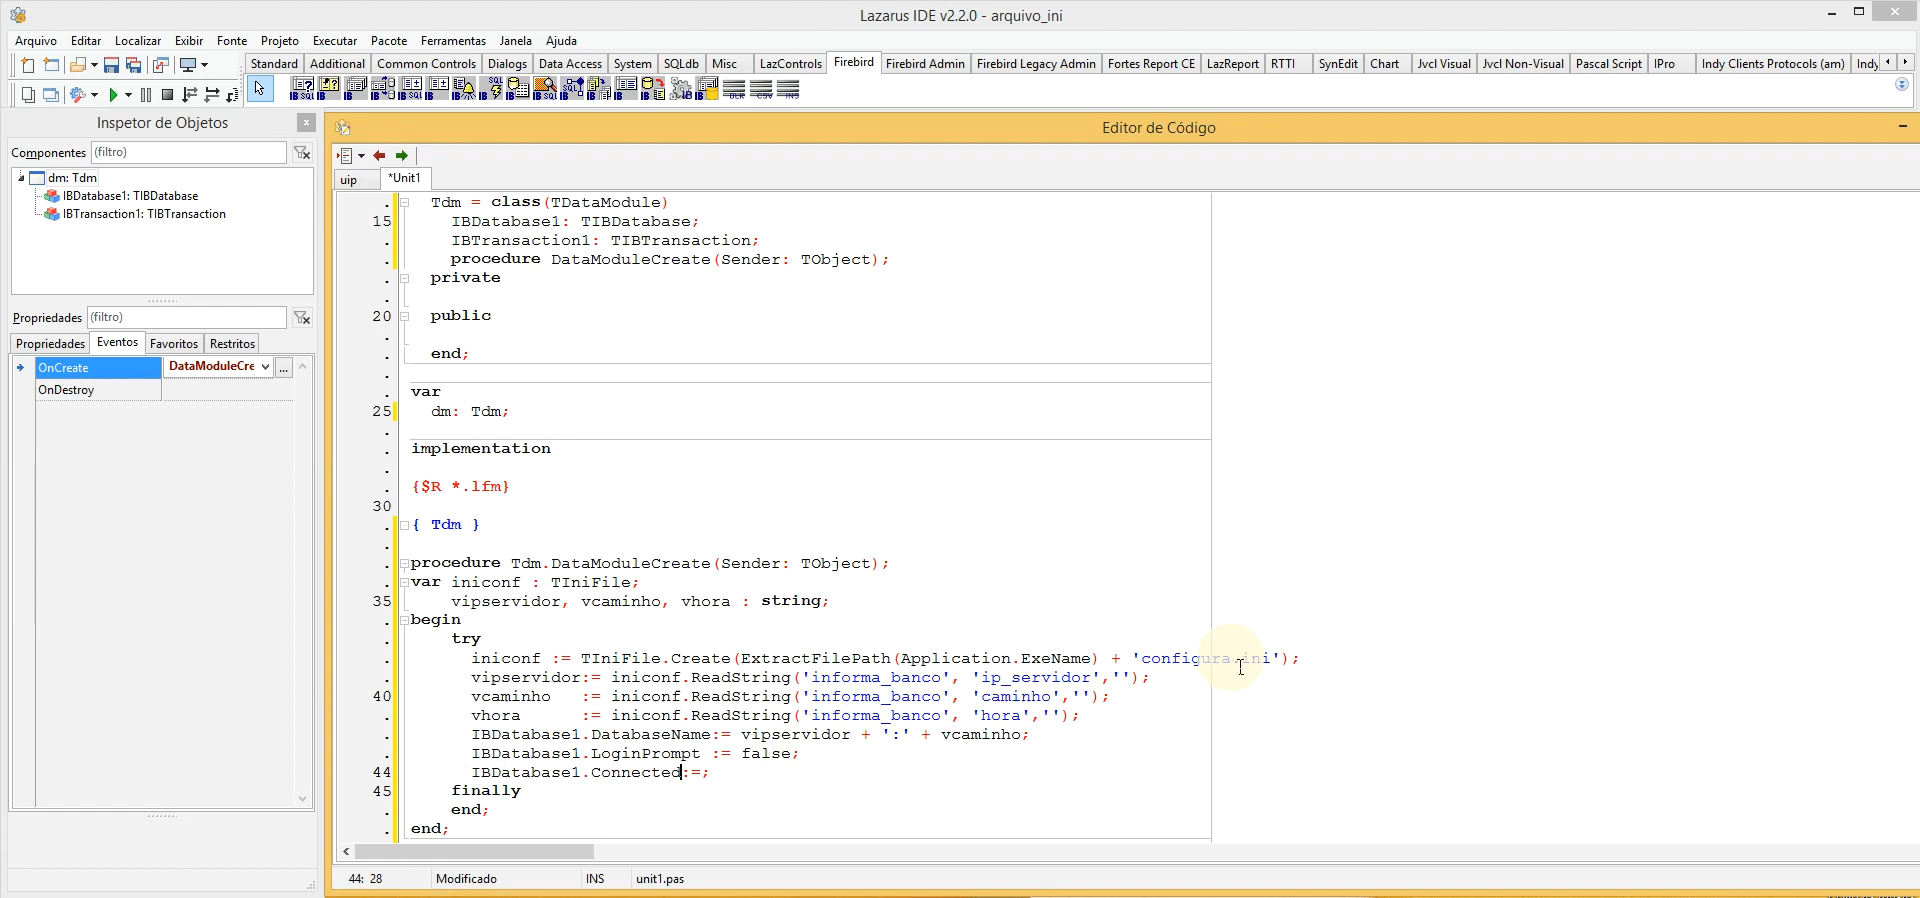 Lazarus IDE v2.2.0 - arquivo_ini
Arquivo Editar Localizar Exibir Fonte Projeto Executar Pacote Ferramentas Janela Ajuda
Standard Additional Common Controls Dialogs Data Access System SQLdb Misc LazControls Firebird Firebird Admin Firebird Legacy Admin Fortes Report CE LazReport RTTI SynEdit Chart Jvcl Visual Jvcl Non-Visual Pascal Script IPro Indy Clients Protocols (am) Indy
Inspetor de Objetos
Editor de Código
Componentes (filtro)
dm: Tdm
IBDatabase1: TIBDatabase
IBTransaction1: TIBTransaction
Propriedades (filtro)
Propriedades Eventos Favoritos Restritos
OnCreate DataModuleCre ...
OnDestroy
uip *Unit1
Tdm = class(TDataModule)
15 IBDatabase1: TIBDatabase;
IBTransaction1: TIBTransaction;
procedure DataModuleCreate(Sender: TObject);
private
20 public
end;
var
25 dm: Tdm;
implementation
{$R *.lfm}
30
{ Tdm }
procedure Tdm.DataModuleCreate(Sender: TObject);
var iniconf : TIniFile;
35 vipservidor, vcaminho, vhora : string;
begin
try
iniconf := TIniFile.Create(ExtractFilePath(Application.ExeName) + 'configura.ini');
vipservidor:= iniconf.ReadString('informa_banco', 'ip_servidor','');
40 vcaminho := iniconf.ReadString('informa_banco', 'caminho','');
vhora := iniconf.ReadString('informa_banco', 'hora','');
IBDatabase1.DatabaseName:= vipservidor + ':' + vcaminho;
IBDatabase1.LoginPrompt := false;
44 IBDatabase1.Connected:=;
45 finally
end;
end;
44: 28 Modificado INS unit1.pas